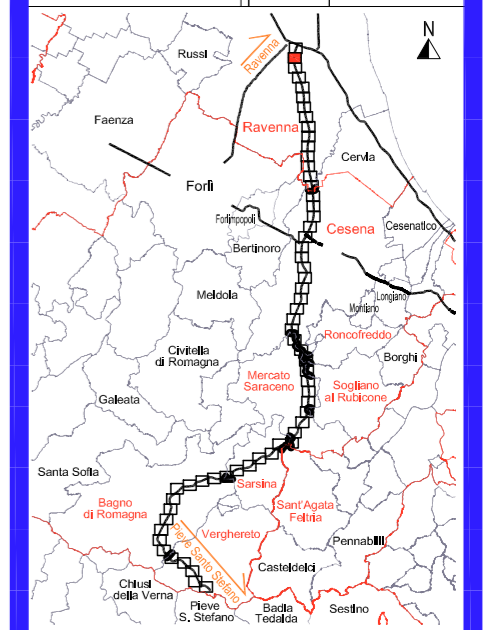 N
Russi
Ravenna
Faenza
Ravenna
Cervia
Forlì
Forlimpopoli
Cesenatico
Cesena
Bertinoro
Meldola
Longiano
Montiano
Roncofreddo
Civitella
di Romagna
Borghi
Mercato
Saraceno
Sogliano
al Rubicone
Galeata
Santa Sofia
Sarsina
Bagno
di Romagna
Sant'Agata
Feltria
Verghereto
Pieve Santo Stefano
Pennabilli
Casteldelci
Chiusi
della Verna
Pieve
S. Stefano
Badia
Tedalda
Sestino